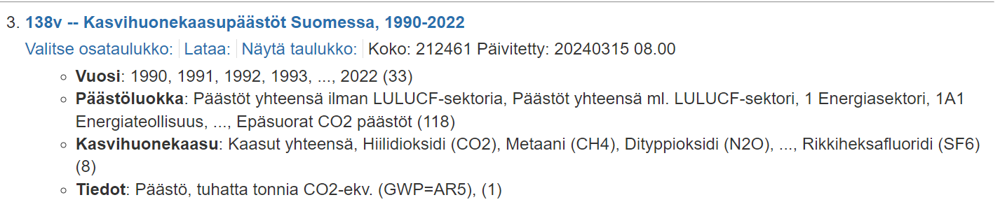 3. 138v -- Kasvihuonekaasupäästöt Suomessa, 1990-2022
Valitse osataulukko: Lataa: Näytä taulukko: Koko: 212461 Päivitetty: 20240315 08.00
Vuosi: 1990, 1991, 1992, 1993, ..., 2022 (33)
Päästöluokka: Päästöt yhteensä ilman LULUCF-sektoria, Päästöt yhteensä ml. LULUCF-sektori, 1 Energiasektori, 1A1
Energiateollisuus, ..., Epäsuorat CO2 päästöt (118)
Kasvihuonekaasu: Kaasut yhteensä, Hiilidioksidi (CO2), Metaani (CH4), Dityppioksidi (N2O), ..., Rikkiheksafluoridi (SF6)
(8)
Tiedot: Päästö, tuhatta tonnia CO2-ekv. (GWP=AR5), (1)